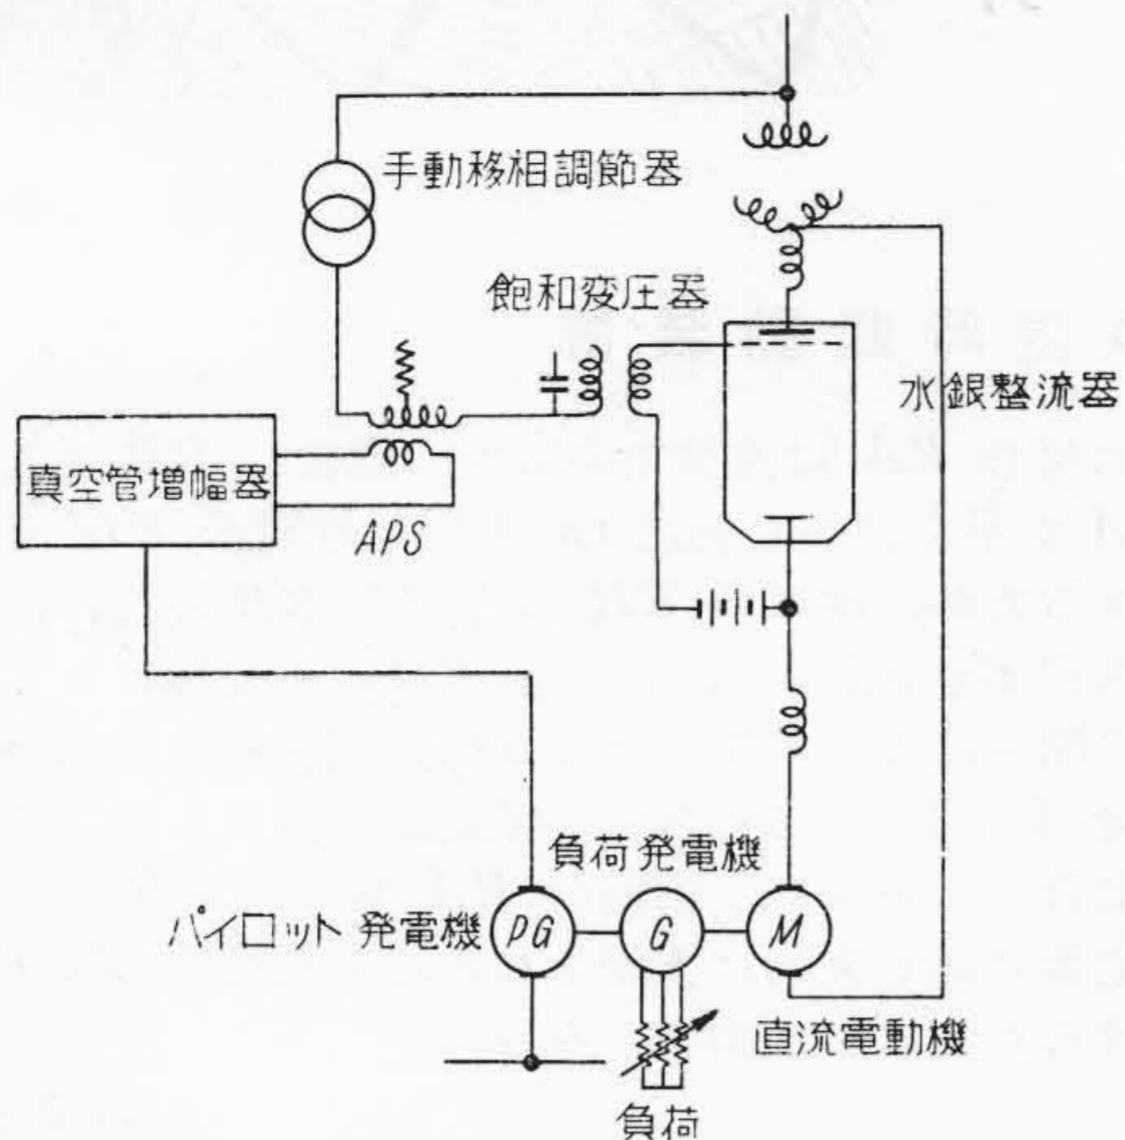 手動移相調節器
飽和変圧器
水銀整流器
真空管増幅器
APS
負荷発電機
パイロット発電機
PG
G
M
直流電動機
負荷